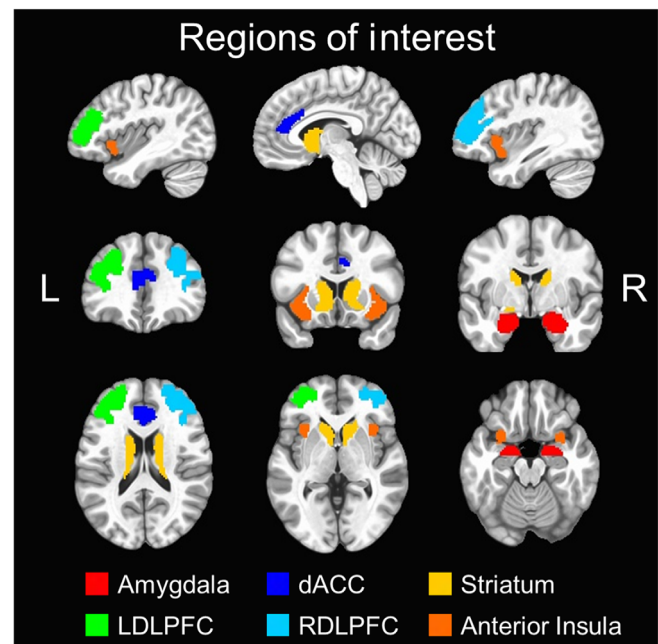 Regions of interest
L R
Amygdala dACC Striatum
LDLPFC RDLPFC Anterior Insula